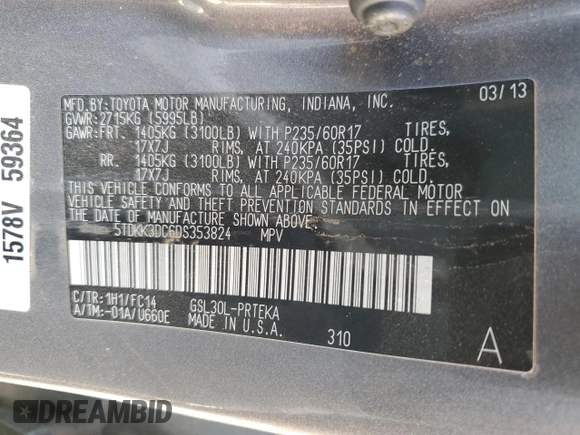 MFD.BY:TOYOTA MOTOR MANUFACTURING, INDIANA, INC. 03/13
GVWR:2715KG (5995LB)
GAWR:FRT. 1405KG (3100LB) WITH P235/60R17 TIRES,
17X7J RIMS, AT 240KPA (35PSI) COLD.
RR. 1405KG (3100LB) WITH P235/60R17 TIRES,
17X7J RIMS, AT 240KPA (35PSI) COLD.
THIS VEHICLE CONFORMS TO ALL APPLICABLE FEDERAL MOTOR
VEHICLE SAFETY AND THEFT PREVENTION STANDARDS IN EFFECT ON
THE DATE OF MANUFACTURE SHOWN ABOVE.
5TDKK3DC6DS353824 MPV
C/TR:1H1/FC14 GSL30L-PRTEKA
A/TM:-01A/U660E MADE IN U.S.A. 310 A
1578V 59364
DREAMBID